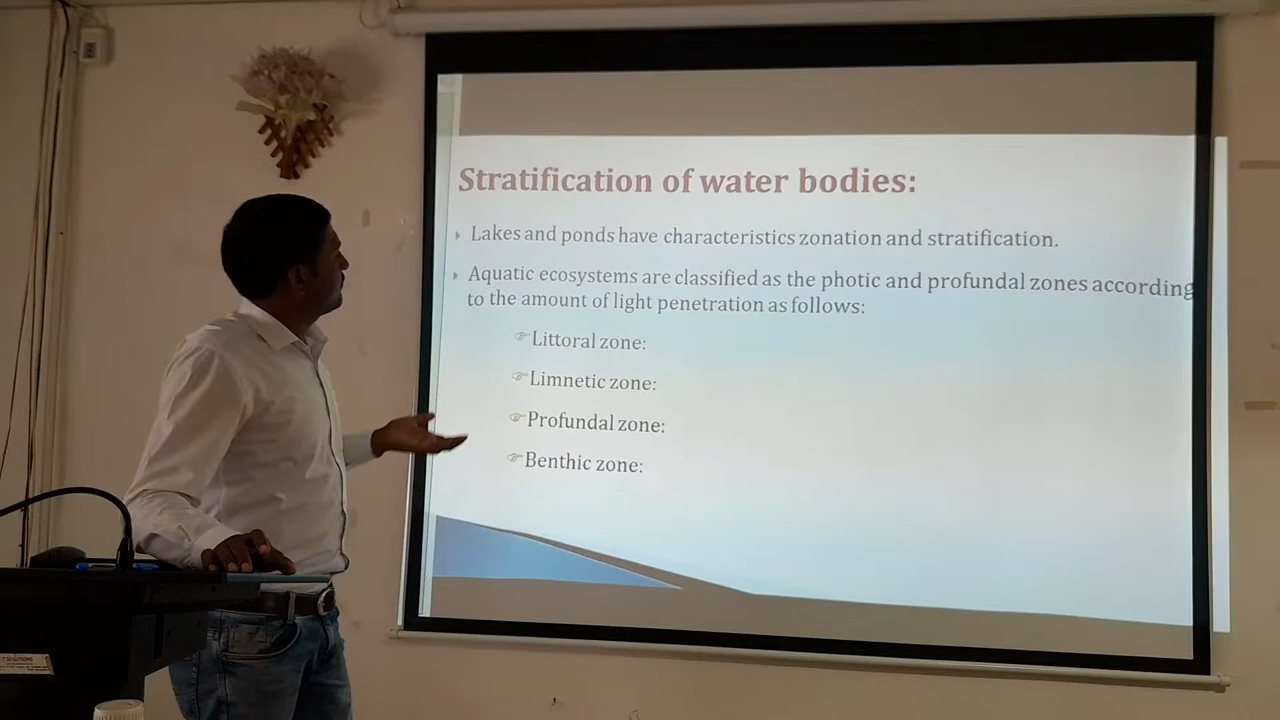 Stratification of water bodies:
Lakes and ponds have characteristics zonation and stratification.
Aquatic ecosystems are classified as the photic and profundal zones according
to the amount of light penetration as follows:
Littoral zone:
Limnetic zone:
Profundal zone:
Benthic zone:
SOLUTIONS